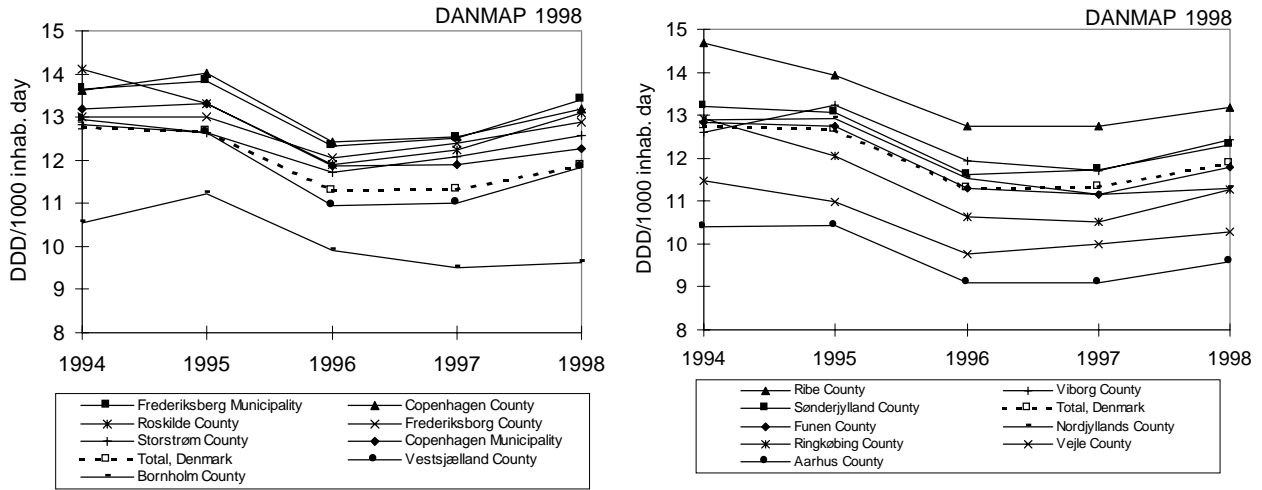 DANMAP 1998
15
14
13
12
11
10
9
8
DDD/1000 inhab. day
1994 1995 1996 1997 1998
Frederiksberg Municipality Copenhagen County
Roskilde County Frederiksborg County
Storstrøm County Copenhagen Municipality
Total, Denmark Vestsjælland County
Bornholm County
DANMAP 1998
15
14
13
12
11
10
9
8
DDD/1000 inhab. day
1994 1995 1996 1997 1998
Ribe County Viborg County
Sønderjylland County Total, Denmark
Funen County Nordjyllands County
Ringkøbing County Vejle County
Aarhus County